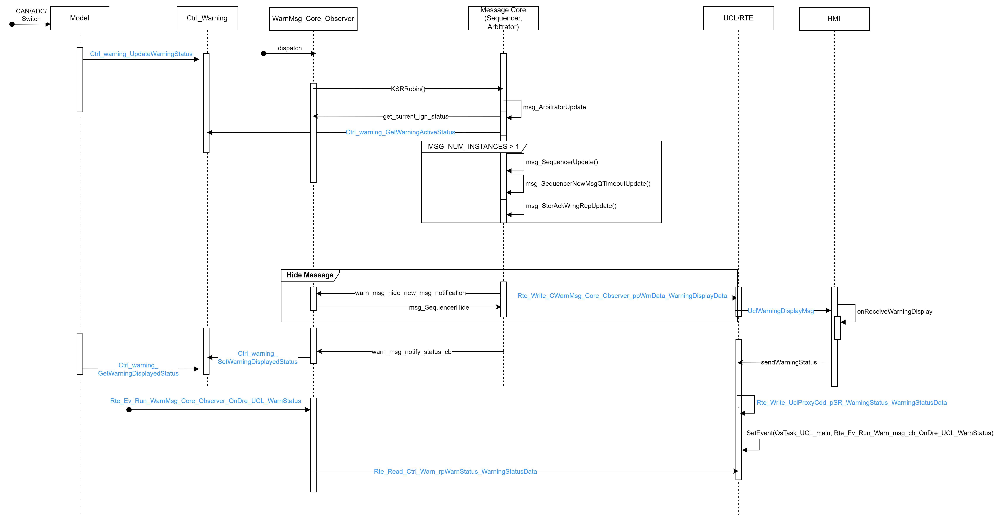 CAN/ADC/
Switch
Model
Ctrl_Warning
WarnMsg_Core_Observer
Message Core
(Sequencer,
Arbitrator)
UCL/RTE
HMI
Ctrl_warning_UpdateWarningStatus
dispatch
KSRRobin()
msg_ArbitratorUpdate
get_current_ign_status
Ctrl_warning_GetWarningActiveStatus
MSG_NUM_INSTANCES > 1
msg_SequencerUpdate()
msg_SequencerNewMsgQTimeoutUpdate()
msg_StorAckWrngRepUpdate()
Hide Message
warn_msg_hide_new_msg_notification
Rte_Write_CWarnMsg_Core_Observer_ppWrnData_WarningDisplayData
msg_SequencerHide
UclWarningDisplayMsg
onReceiveWarningDisplay
warn_msg_notify_status_cb
Ctrl_warning_
SetWarningDisplayedStatus
Ctrl_warning_
GetWarningDisplayedStatus
sendWarningStatus
Rte_Ev_Run_WarnMsg_Core_Observer_OnDre_UCL_WarnStatus
Rte_Write_UclProxyCdd_pSR_WarningStatus_WarningStatusData
SetEvent(OsTask_UCL_main, Rte_Ev_Run_Warn_msg_cb_OnDre_UCL_WarnStatus)
Rte_Read_Ctrl_Warn_rpWarnStatus_WarningStatusData